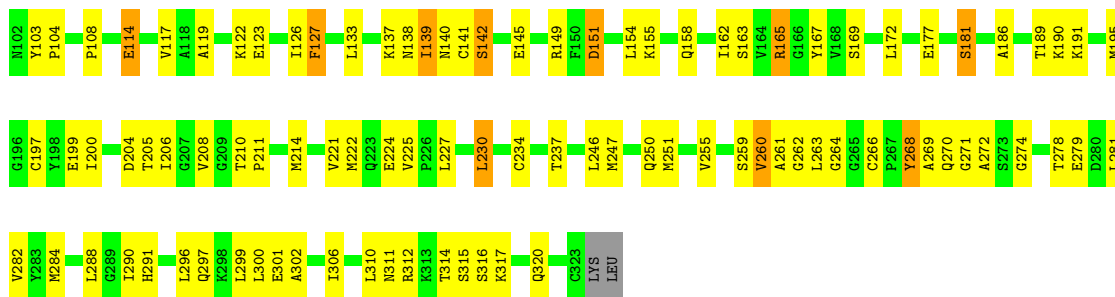 N102 Y103 P104 P108 E114 V117 A118 A119 K122 E123 I126 F127 L133 K137 N138 I139 N140 C141 S142 E145 R149 F150 D151 L154 K155 Q158 I162 S163 V164 R165 G166 Y167 V168 S169 L172 E177 S181 A186 T189 K190 K191 M195
G196 C197 Y198 E199 I200 D204 T205 I206 G207 V208 G209 T210 P211 M214 V221 M222 Q223 E224 V225 P226 L227 L230 C234 T237 L246 M247 Q250 M251 V255 S259 V260 A261 G262 L263 G264 G265 C266 P267 Y268 A269 Q270 G271 A272 S273 G274 T278 E279 D280 L281
V282 Y283 M284 L288 G289 I290 H291 L296 Q297 K298 L299 L300 E301 A302 I306 L310 N311 R312 K313 T314 S315 S316 K317 Q320 C323 LYS LEU